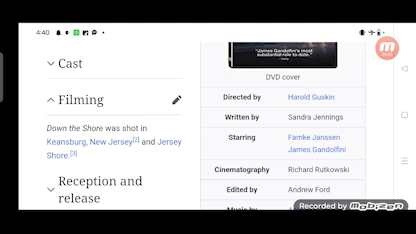 4:40
"James Gandolfini's most
substantial role to date."
DVD cover
Cast
Filming
Down the Shore was shot in
Keansburg, New Jersey[2] and Jersey
Shore.[3]
Reception and
release
Directed by Harold Guskin
Written by Sandra Jennings
Starring Famke Janssen
James Gandolfini
Cinematography Richard Rutkowski
Edited by Andrew Ford
Music by
Recorded by Mobizen